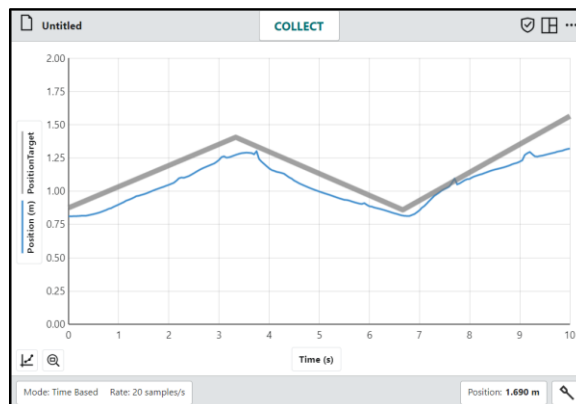 Untitled
COLLECT
2.00
1.75
1.50
1.25
1.00
0.75
0.50
0.25
0.00
PositionTarget
Position (m)
0 1 2 3 4 5 6 7 8 9 10
Time (s)
Mode: Time Based Rate: 20 samples/s
Position: 1.690 m